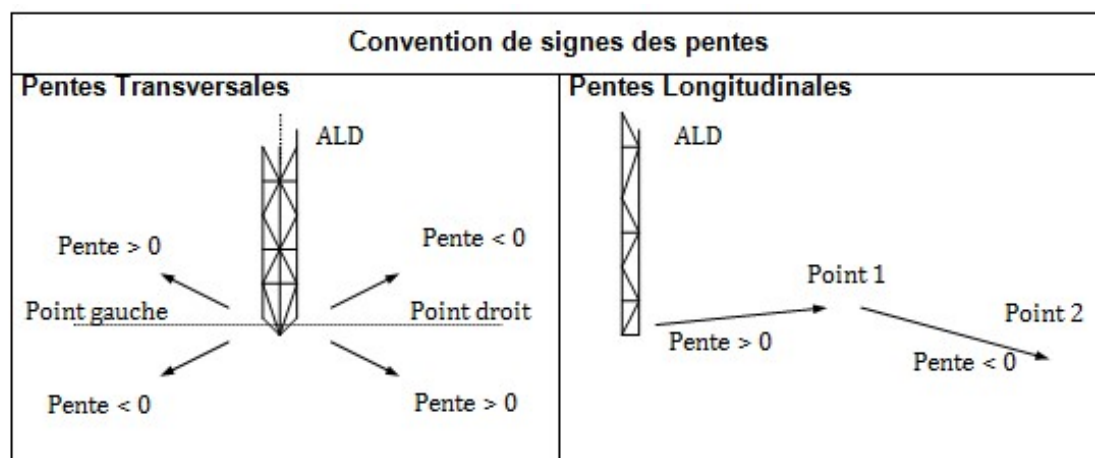 Convention de signes des pentes
Pentes Transversales
ALD
Pente > 0
Pente < 0
Point gauche
Point droit
Pente < 0
Pente > 0
Pentes Longitudinales
ALD
Point 1
Point 2
Pente > 0
Pente < 0